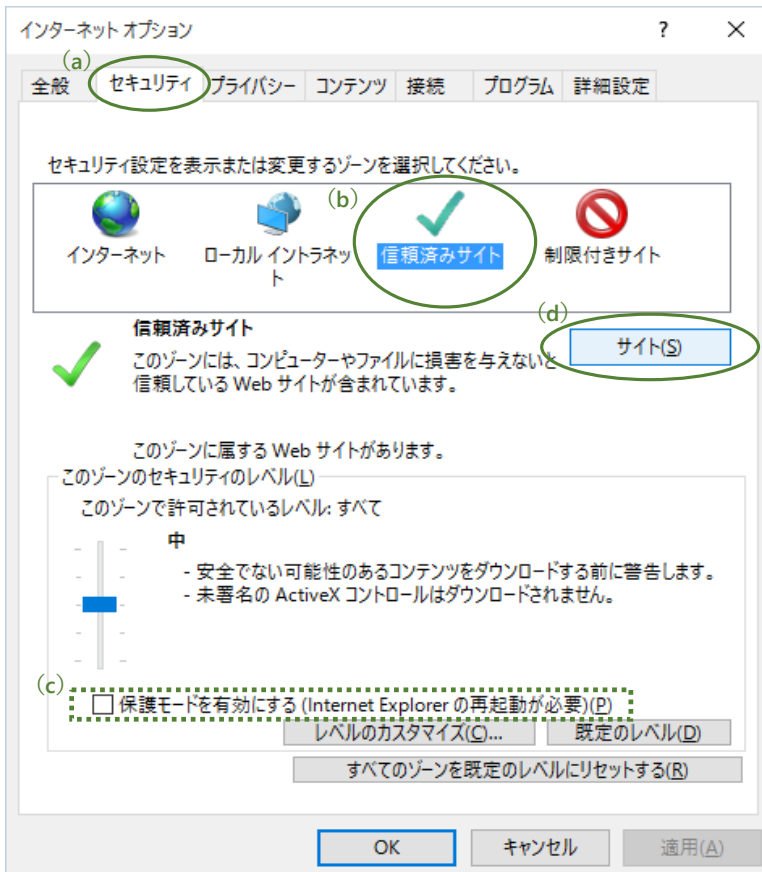 インターネット オプション ? ×
(a)
全般 セキュリティ プライバシー コンテンツ 接続 プログラム 詳細設定
セキュリティ設定を表示または変更するゾーンを選択してください。
(b)
インターネット ローカル イントラネッ 信頼済みサイト 制限付きサイト
ト
(d)
信頼済みサイト
サイト(S)
このゾーンには、コンピューターやファイルに損害を与えないと
信頼している Web サイトが含まれています。
このゾーンに属する Web サイトがあります。
このゾーンのセキュリティのレベル(L)
このゾーンで許可されているレベル: すべて
中
- 安全でない可能性のあるコンテンツをダウンロードする前に警告します。
- 未署名の ActiveX コントロールはダウンロードされません。
(c)
保護モードを有効にする (Internet Explorer の再起動が必要)(P)
レベルのカスタマイズ(C)... 既定のレベル(D)
すべてのゾーンを既定のレベルにリセットする(R)
OK キャンセル 適用(A)